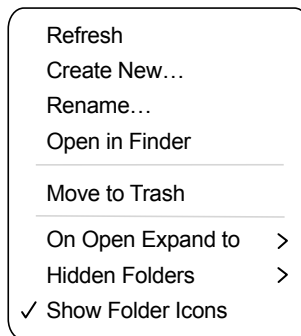 Refresh
Create New…
Rename…
Open in Finder
Move to Trash
On Open Expand to >
Hidden Folders >
✓ Show Folder Icons